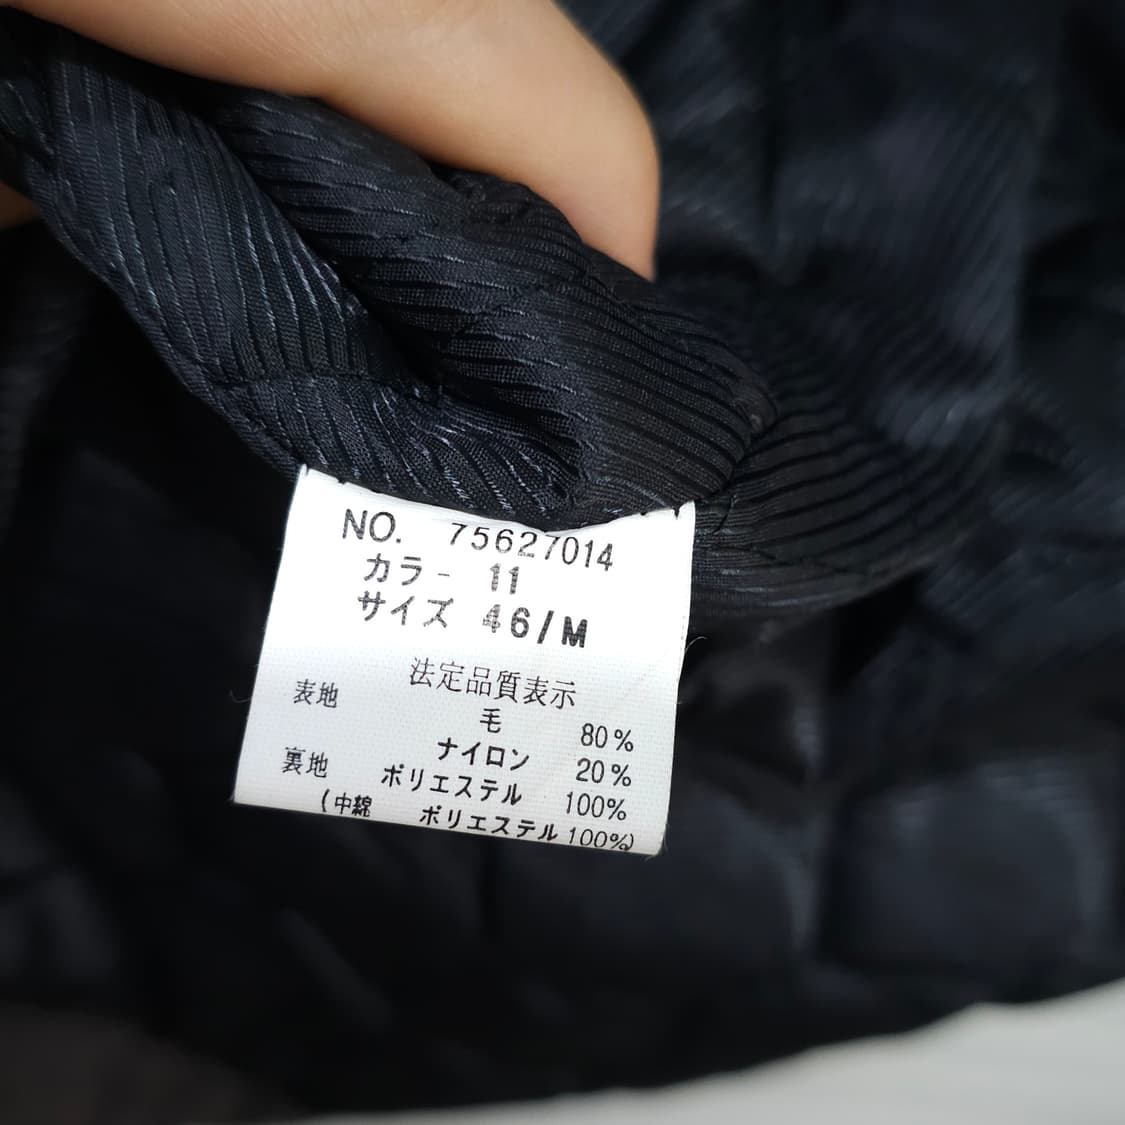 NO. 75627014
カラ- 11
サイズ 46/M
法定品質表示
表地 毛 80%
ナイロン 20%
裏地 ポリエステル 100%
(中綿 ポリエステル 100%)